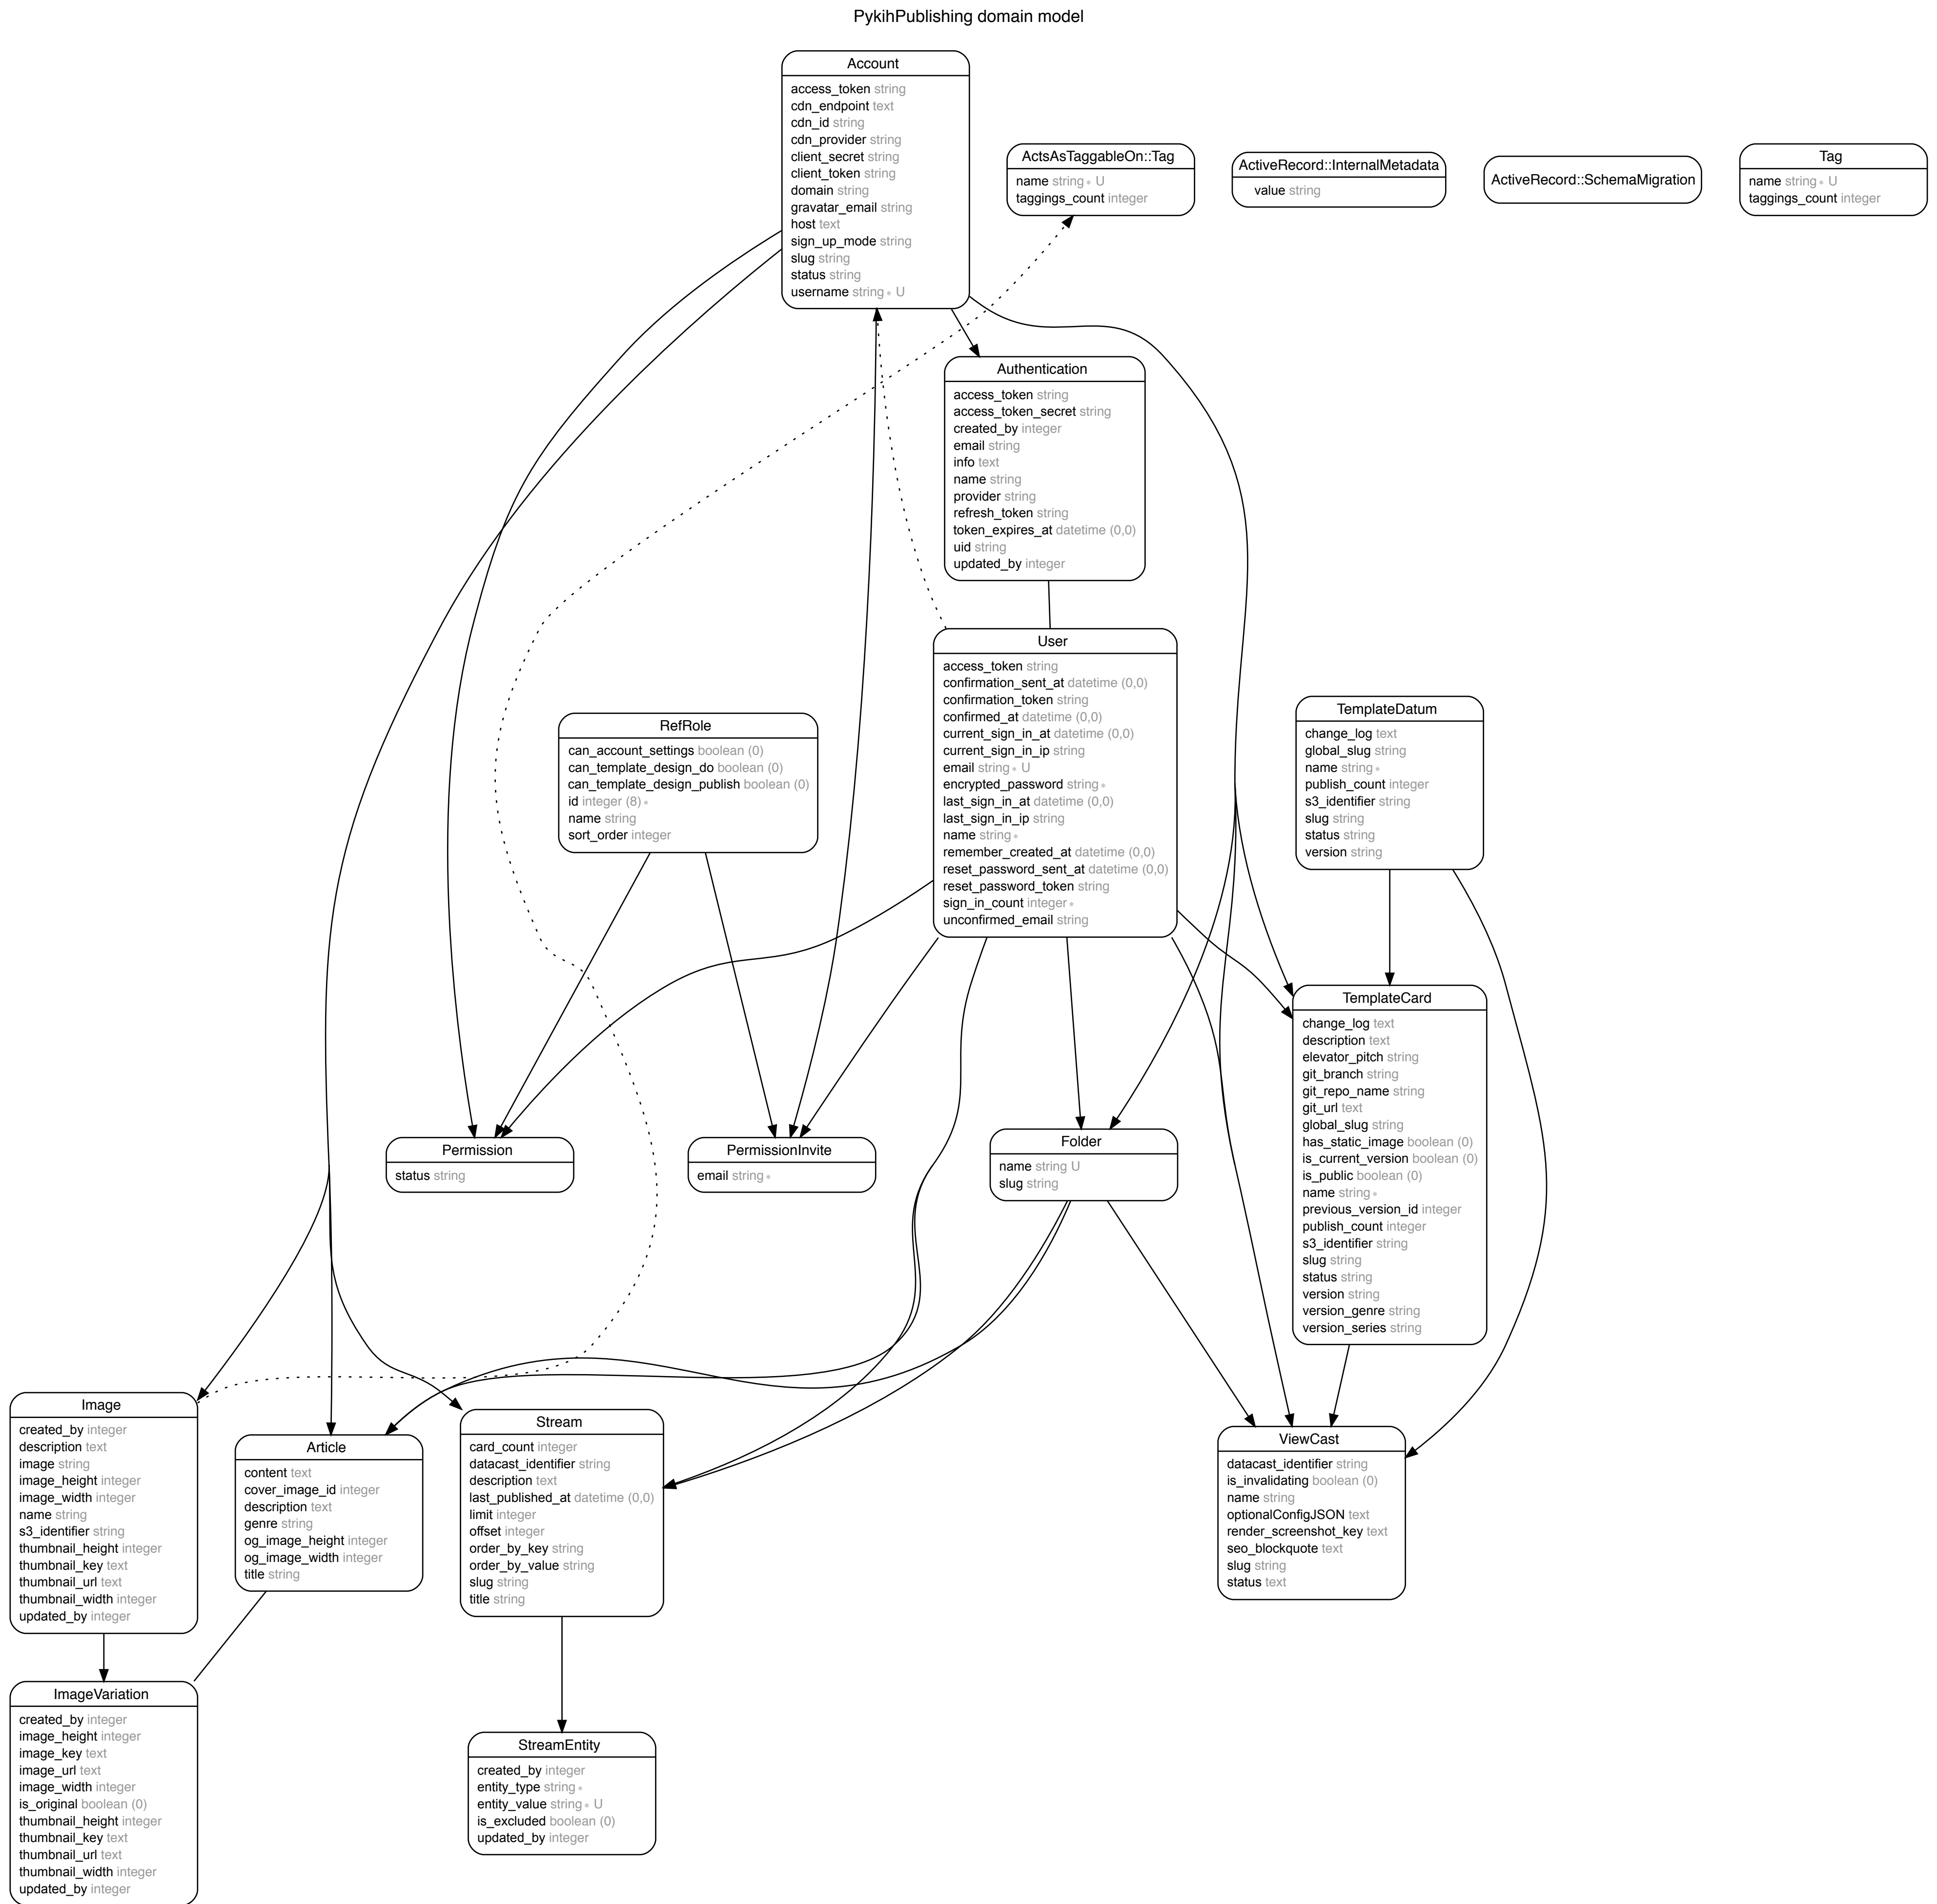 PykihPublishing domain model
Account
access_token string
cdn_endpoint text
cdn_id string
cdn_provider string
client_secret string
client_token string
domain string
gravatar_email string
host text
sign_up_mode string
slug string
status string
username string∗ U
ActsAsTaggableOn::Tag
name string∗ U
taggings_count integer
ActiveRecord::InternalMetadata
value string
ActiveRecord::SchemaMigration
Tag
name string∗ U
taggings_count integer
Authentication
access_token string
access_token_secret string
created_by integer
email string
info text
name string
provider string
refresh_token string
token_expires_at datetime (0,0)
uid string
updated_by integer
User
access_token string
confirmation_sent_at datetime (0,0)
confirmation_token string
confirmed_at datetime (0,0)
current_sign_in_at datetime (0,0)
current_sign_in_ip string
email string∗ U
encrypted_password string∗
last_sign_in_at datetime (0,0)
last_sign_in_ip string
name string∗
remember_created_at datetime (0,0)
reset_password_sent_at datetime (0,0)
reset_password_token string
sign_in_count integer∗
unconfirmed_email string
RefRole
can_account_settings boolean (0)
can_template_design_do boolean (0)
can_template_design_publish boolean (0)
id integer (8)∗
name string
sort_order integer
TemplateDatum
change_log text
global_slug string
name string∗
publish_count integer
s3_identifier string
slug string
status string
version string
TemplateCard
change_log text
description text
elevator_pitch string
git_branch string
git_repo_name string
git_url text
global_slug string
has_static_image boolean (0)
is_current_version boolean (0)
is_public boolean (0)
name string∗
previous_version_id integer
publish_count integer
s3_identifier string
slug string
status string
version string
version_genre string
version_series string
Permission
status string
PermissionInvite
email string∗
Folder
name string U
slug string
Image
created_by integer
description text
image string
image_height integer
image_width integer
name string
s3_identifier string
thumbnail_height integer
thumbnail_key text
thumbnail_url text
thumbnail_width integer
updated_by integer
Article
content text
cover_image_id integer
description text
genre string
og_image_height integer
og_image_width integer
title string
Stream
card_count integer
datacast_identifier string
description text
last_published_at datetime (0,0)
limit integer
offset integer
order_by_key string
order_by_value string
slug string
title string
ViewCast
datacast_identifier string
is_invalidating boolean (0)
name string
optionalConfigJSON text
render_screenshot_key text
seo_blockquote text
slug string
status text
ImageVariation
created_by integer
image_height integer
image_key text
image_url text
image_width integer
is_original boolean (0)
thumbnail_height integer
thumbnail_key text
thumbnail_url text
thumbnail_width integer
updated_by integer
StreamEntity
created_by integer
entity_type string∗
entity_value string∗ U
is_excluded boolean (0)
updated_by integer